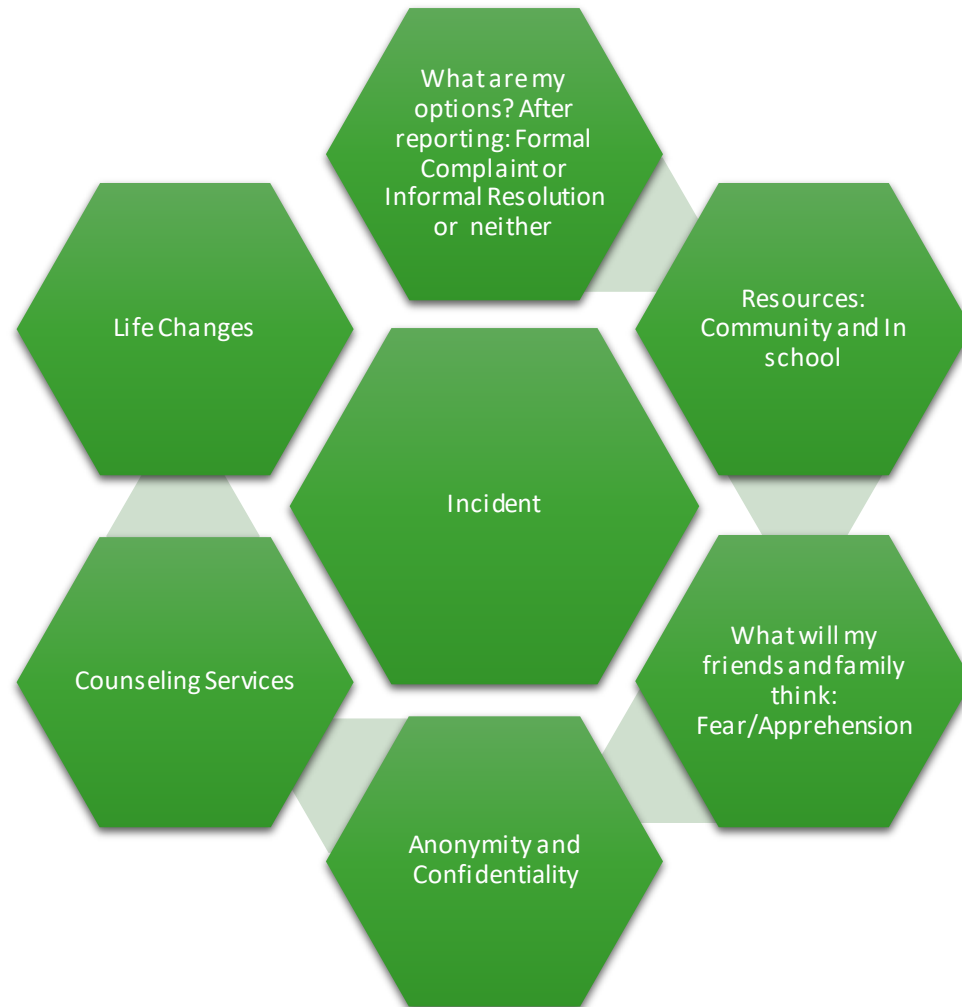 What are my
options? After
reporting: Formal
Complaint or
Informal Resolution
or neither
Resources:
Community and In
school
What will my
friends and family
think:
Fear/Apprehension
Anonymity and
Confidentiality
Counseling Services
Life Changes
Incident